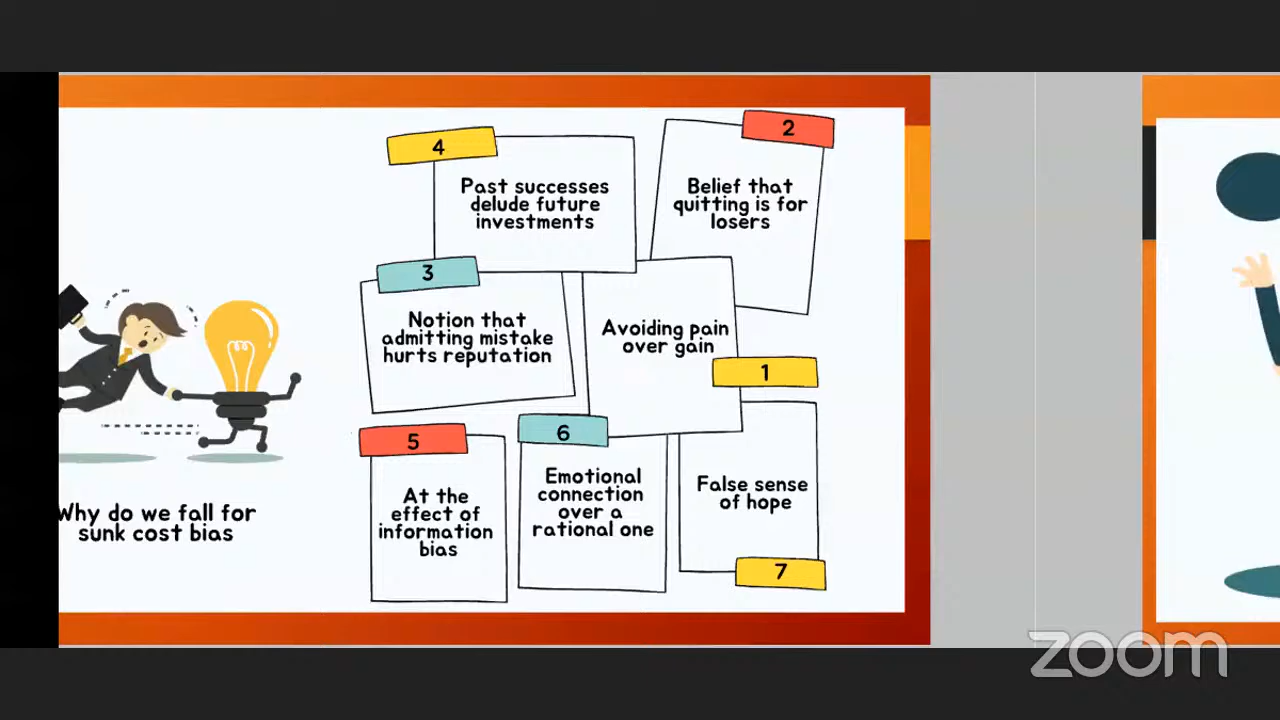 4
Past successes
delude future
investments
2
Belief that
quitting is for
losers
3
Notion that
admitting mistake
hurts reputation
Avoiding pain
over gain
1
5
At the
effect of
information
bias
6
Emotional
connection
over a
rational one
False sense
of hope
7
Why do we fall for
sunk cost bias
zoom